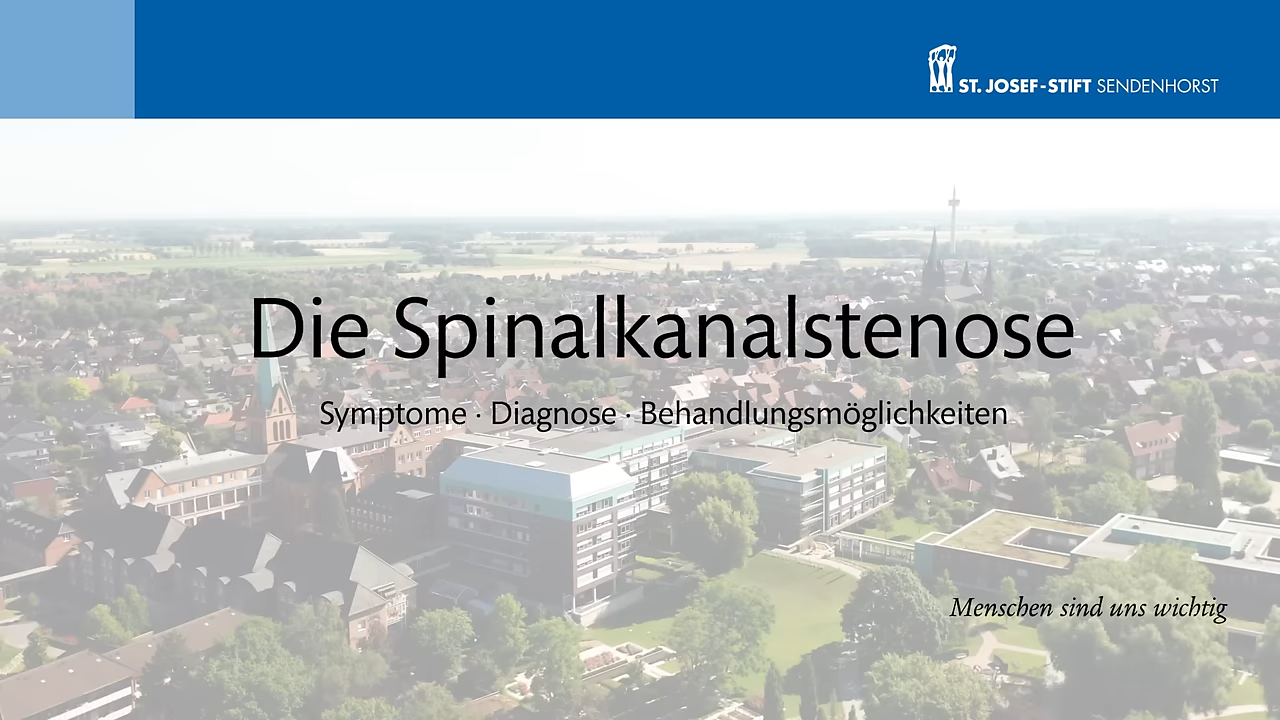 ST. JOSEF-STIFT SENDENHORST
Die Spinalkanalstenose
Symptome · Diagnose · Behandlungsmöglichkeiten
Menschen sind uns wichtig